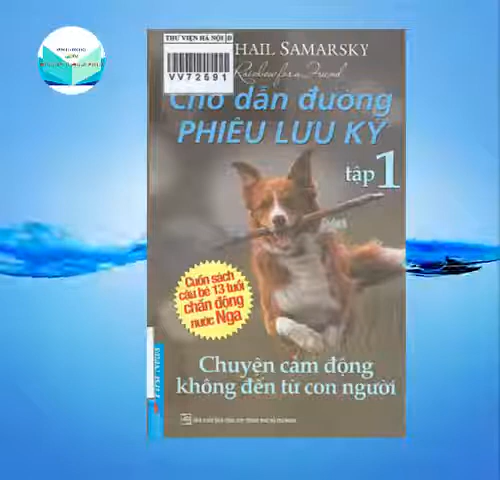 THƯ VIỆN HÀ NỘI
VV72691
HAIL SAMARSKY
Rainbow for a Friend
Chó dẫn đường
PHIÊU LƯU KÝ
tập 1
Cuốn sách
cậu bé 13 tuổi
chấn động
nước Nga
Chuyện cảm động
không đến từ con người